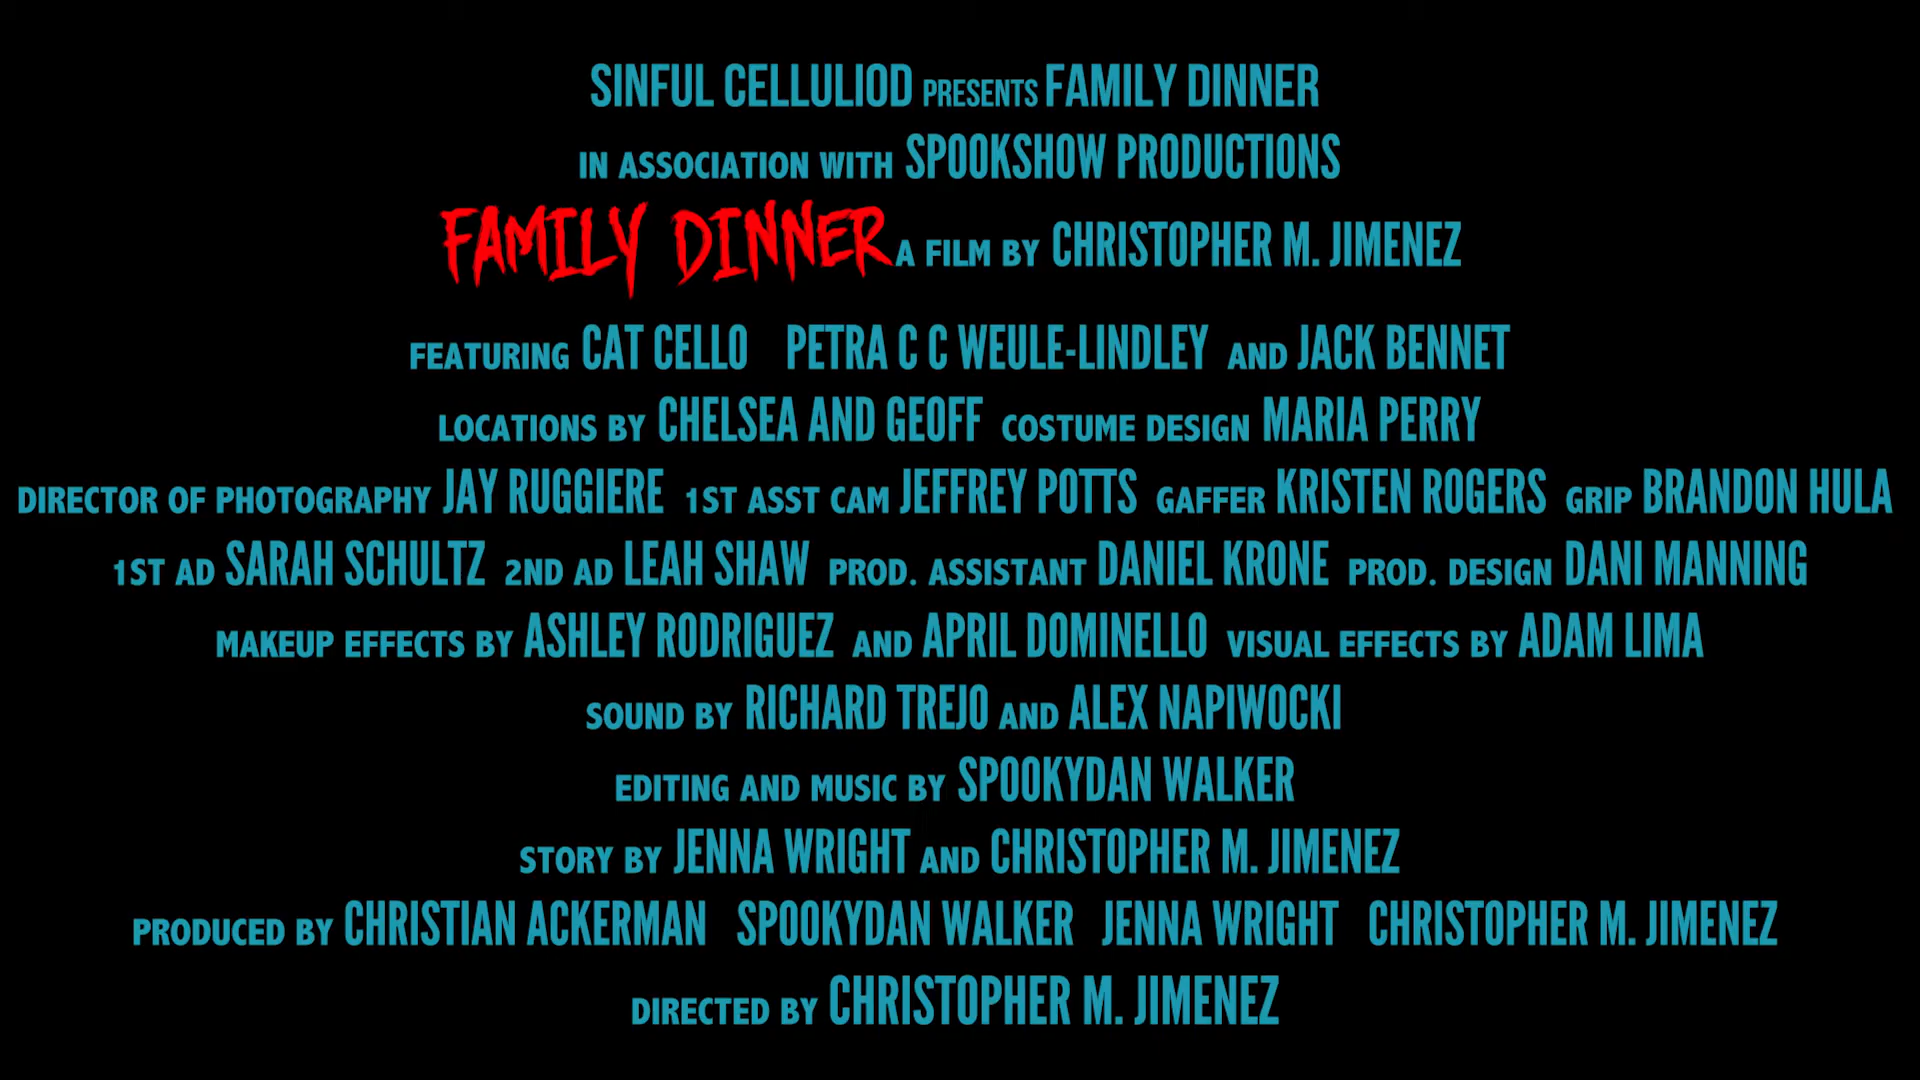 SINFUL CELLULIOD PRESENTS FAMILY DINNER
IN ASSOCIATION WITH SPOOKSHOW PRODUCTIONS
FAMILY DINNER A FILM BY CHRISTOPHER M. JIMENEZ
FEATURING CAT CELLO PETRA C C WEULE-LINDLEY AND JACK BENNET
LOCATIONS BY CHELSEA AND GEOFF COSTUME DESIGN MARIA PERRY
DIRECTOR OF PHOTOGRAPHY JAY RUGGIERE 1ST ASST CAM JEFFREY POTTS GAFFER KRISTEN ROGERS GRIP BRANDON HULA
1ST AD SARAH SCHULTZ 2ND AD LEAH SHAW PROD. ASSISTANT DANIEL KRONE PROD. DESIGN DANI MANNING
MAKEUP EFFECTS BY ASHLEY RODRIGUEZ AND APRIL DOMINELLO VISUAL EFFECTS BY ADAM LIMA
SOUND BY RICHARD TREJO AND ALEX NAPIWOCKI
EDITING AND MUSIC BY SPOOKYDAN WALKER
STORY BY JENNA WRIGHT AND CHRISTOPHER M. JIMENEZ
PRODUCED BY CHRISTIAN ACKERMAN SPOOKYDAN WALKER JENNA WRIGHT CHRISTOPHER M. JIMENEZ
DIRECTED BY CHRISTOPHER M. JIMENEZ